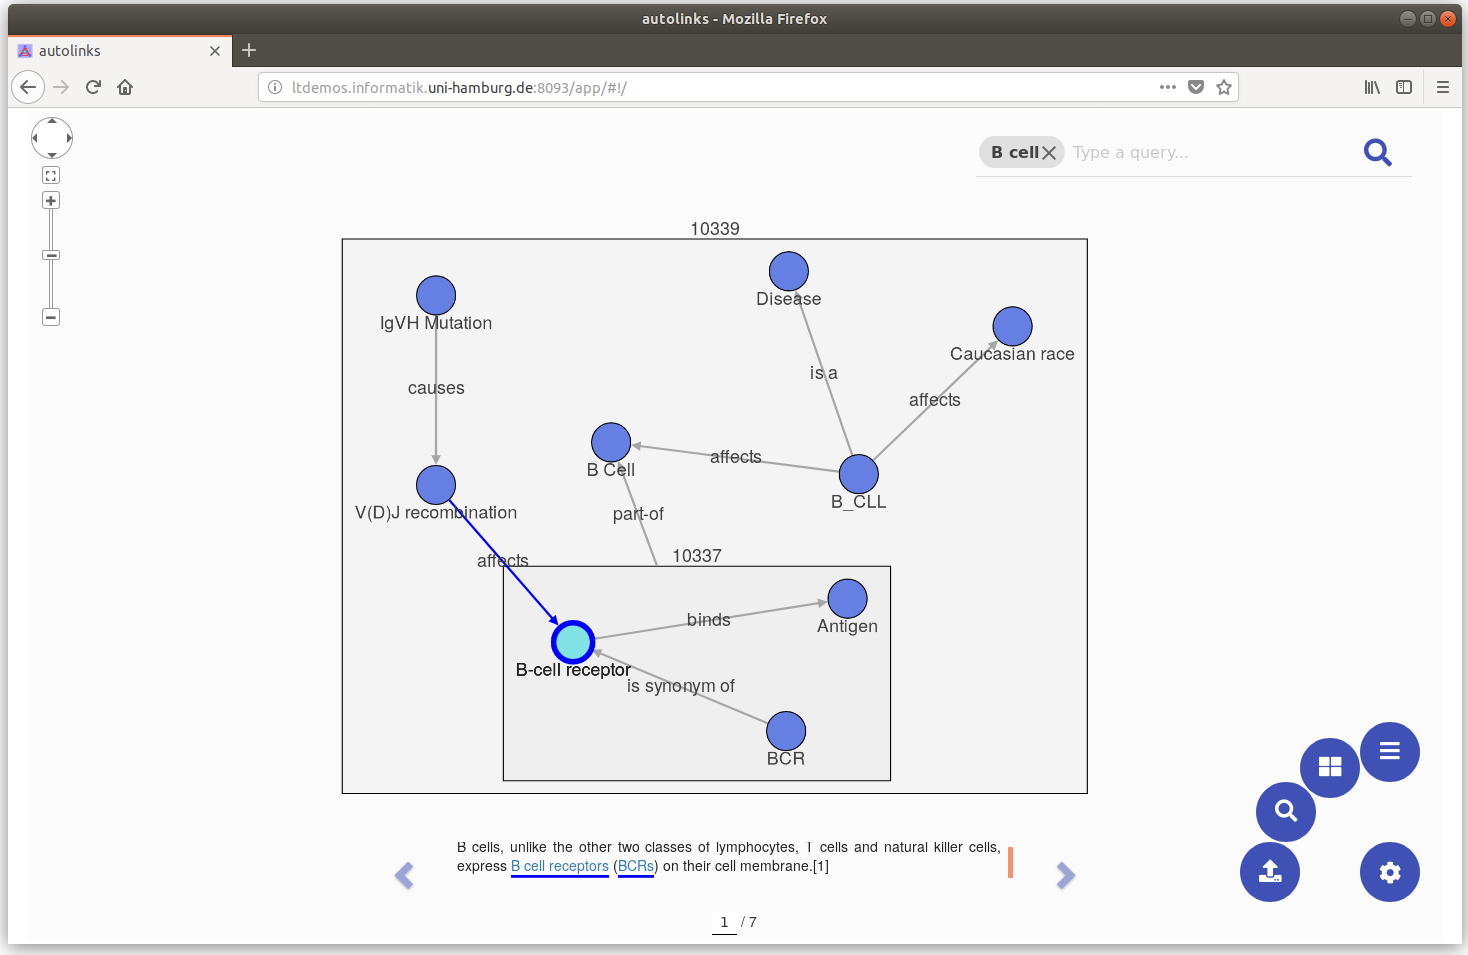 autolinks - Mozilla Firefox
autolinks
ltdemos.informatik.uni-hamburg.de:8093/app/#!/
B cell Type a query...
10339
Disease
IgVH Mutation
Caucasian race
is a
causes
affects
affects
B Cell
B_CLL
V(D)J recombination
part-of
10337
affects
binds
Antigen
B-cell receptor
is synonym of
BCR
B cells, unlike the other two classes of lymphocytes, T cells and natural killer cells,
express B cell receptors (BCRs) on their cell membrane.[1]
1 / 7